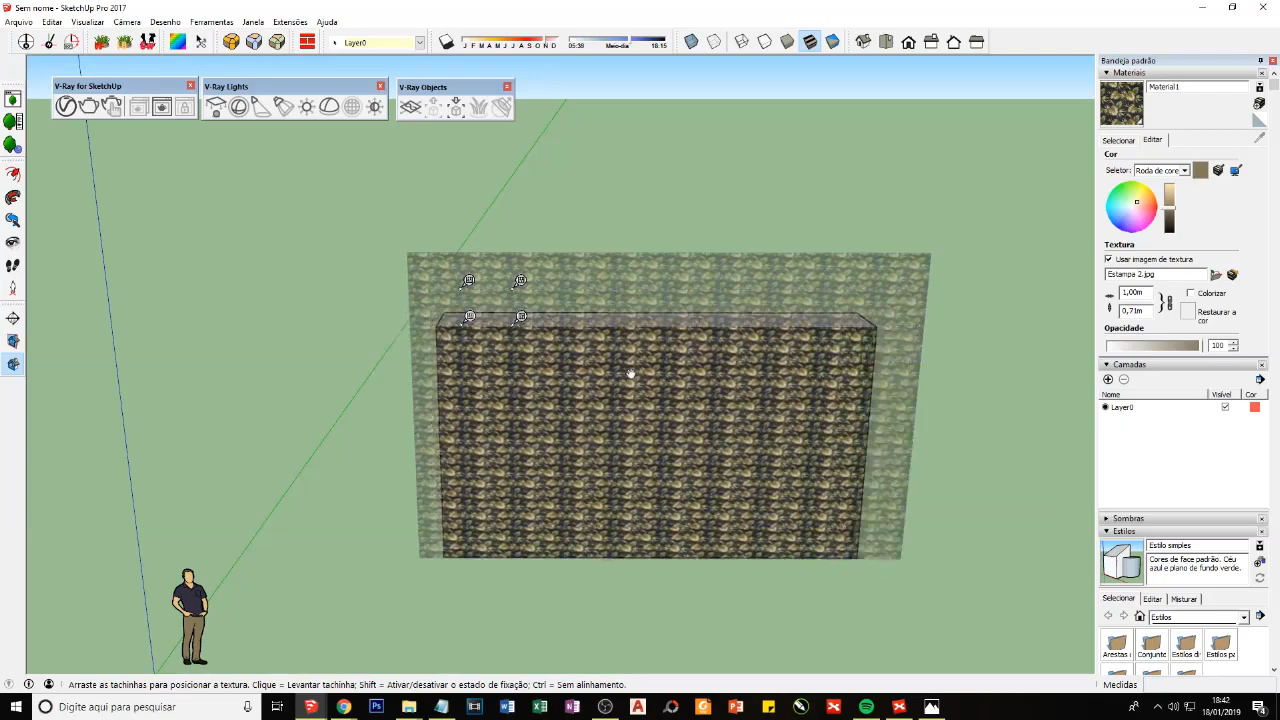 Sem nome - SketchUp Pro 2017
Arquivo Editar Visualizar Câmera Desenho Ferramentas Janela Extensões Ajuda
Layer0
J F M A M J J A S O N D
05:38 Meio-dia 18:15
V-Ray for SketchUp
V-Ray Lights
V-Ray Objects
Bandeja padrão
Materiais
Material1
Selecionar Editar
Cor
Seletor: Roda de core
Textura
Usar imagem de textura
Estampa 2.jpg
1,00m
Colorizar
0,71m
Restaurar a
cor
Opacidade
100
Camadas
Nome Visível Cor
Layer0
Sombras
Estilos
Estilo simples
Cores de face padrão. Céu
azul e plano de fundo verde.
Selecionar Editar Misturar
Estilos
Arestas Conjunto Estilos di Estilos pa
Arraste as tachinhas para posicionar a textura. Clique = Levantar tachinha; Shift = Ativar/desativar o estado de fixação; Ctrl = Sem alinhamento.
Medidas
Digite aqui para pesquisar
18:42
18/01/2019